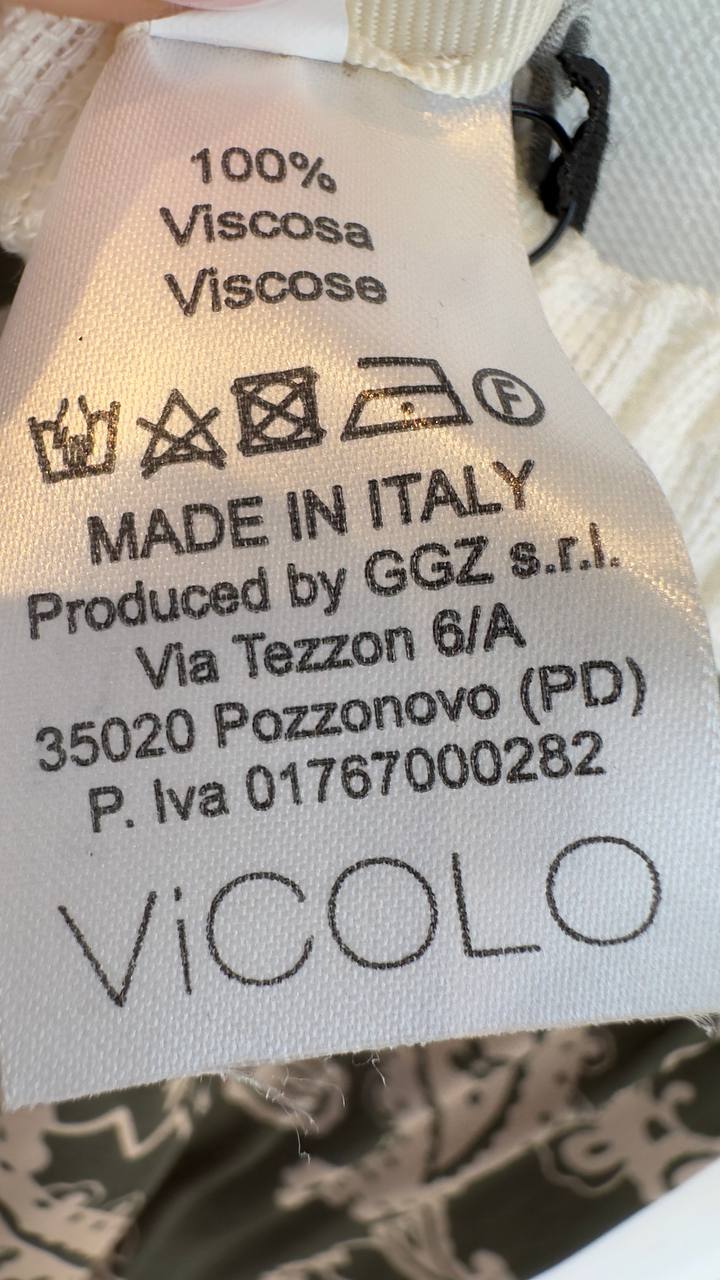 100%
Viscosa
Viscose
F
MADE IN ITALY
Produced by GGZ s.r.l.
Via Tezzon 6/A
35020 Pozzonovo (PD)
P. Iva 01767000282
ViCOLO